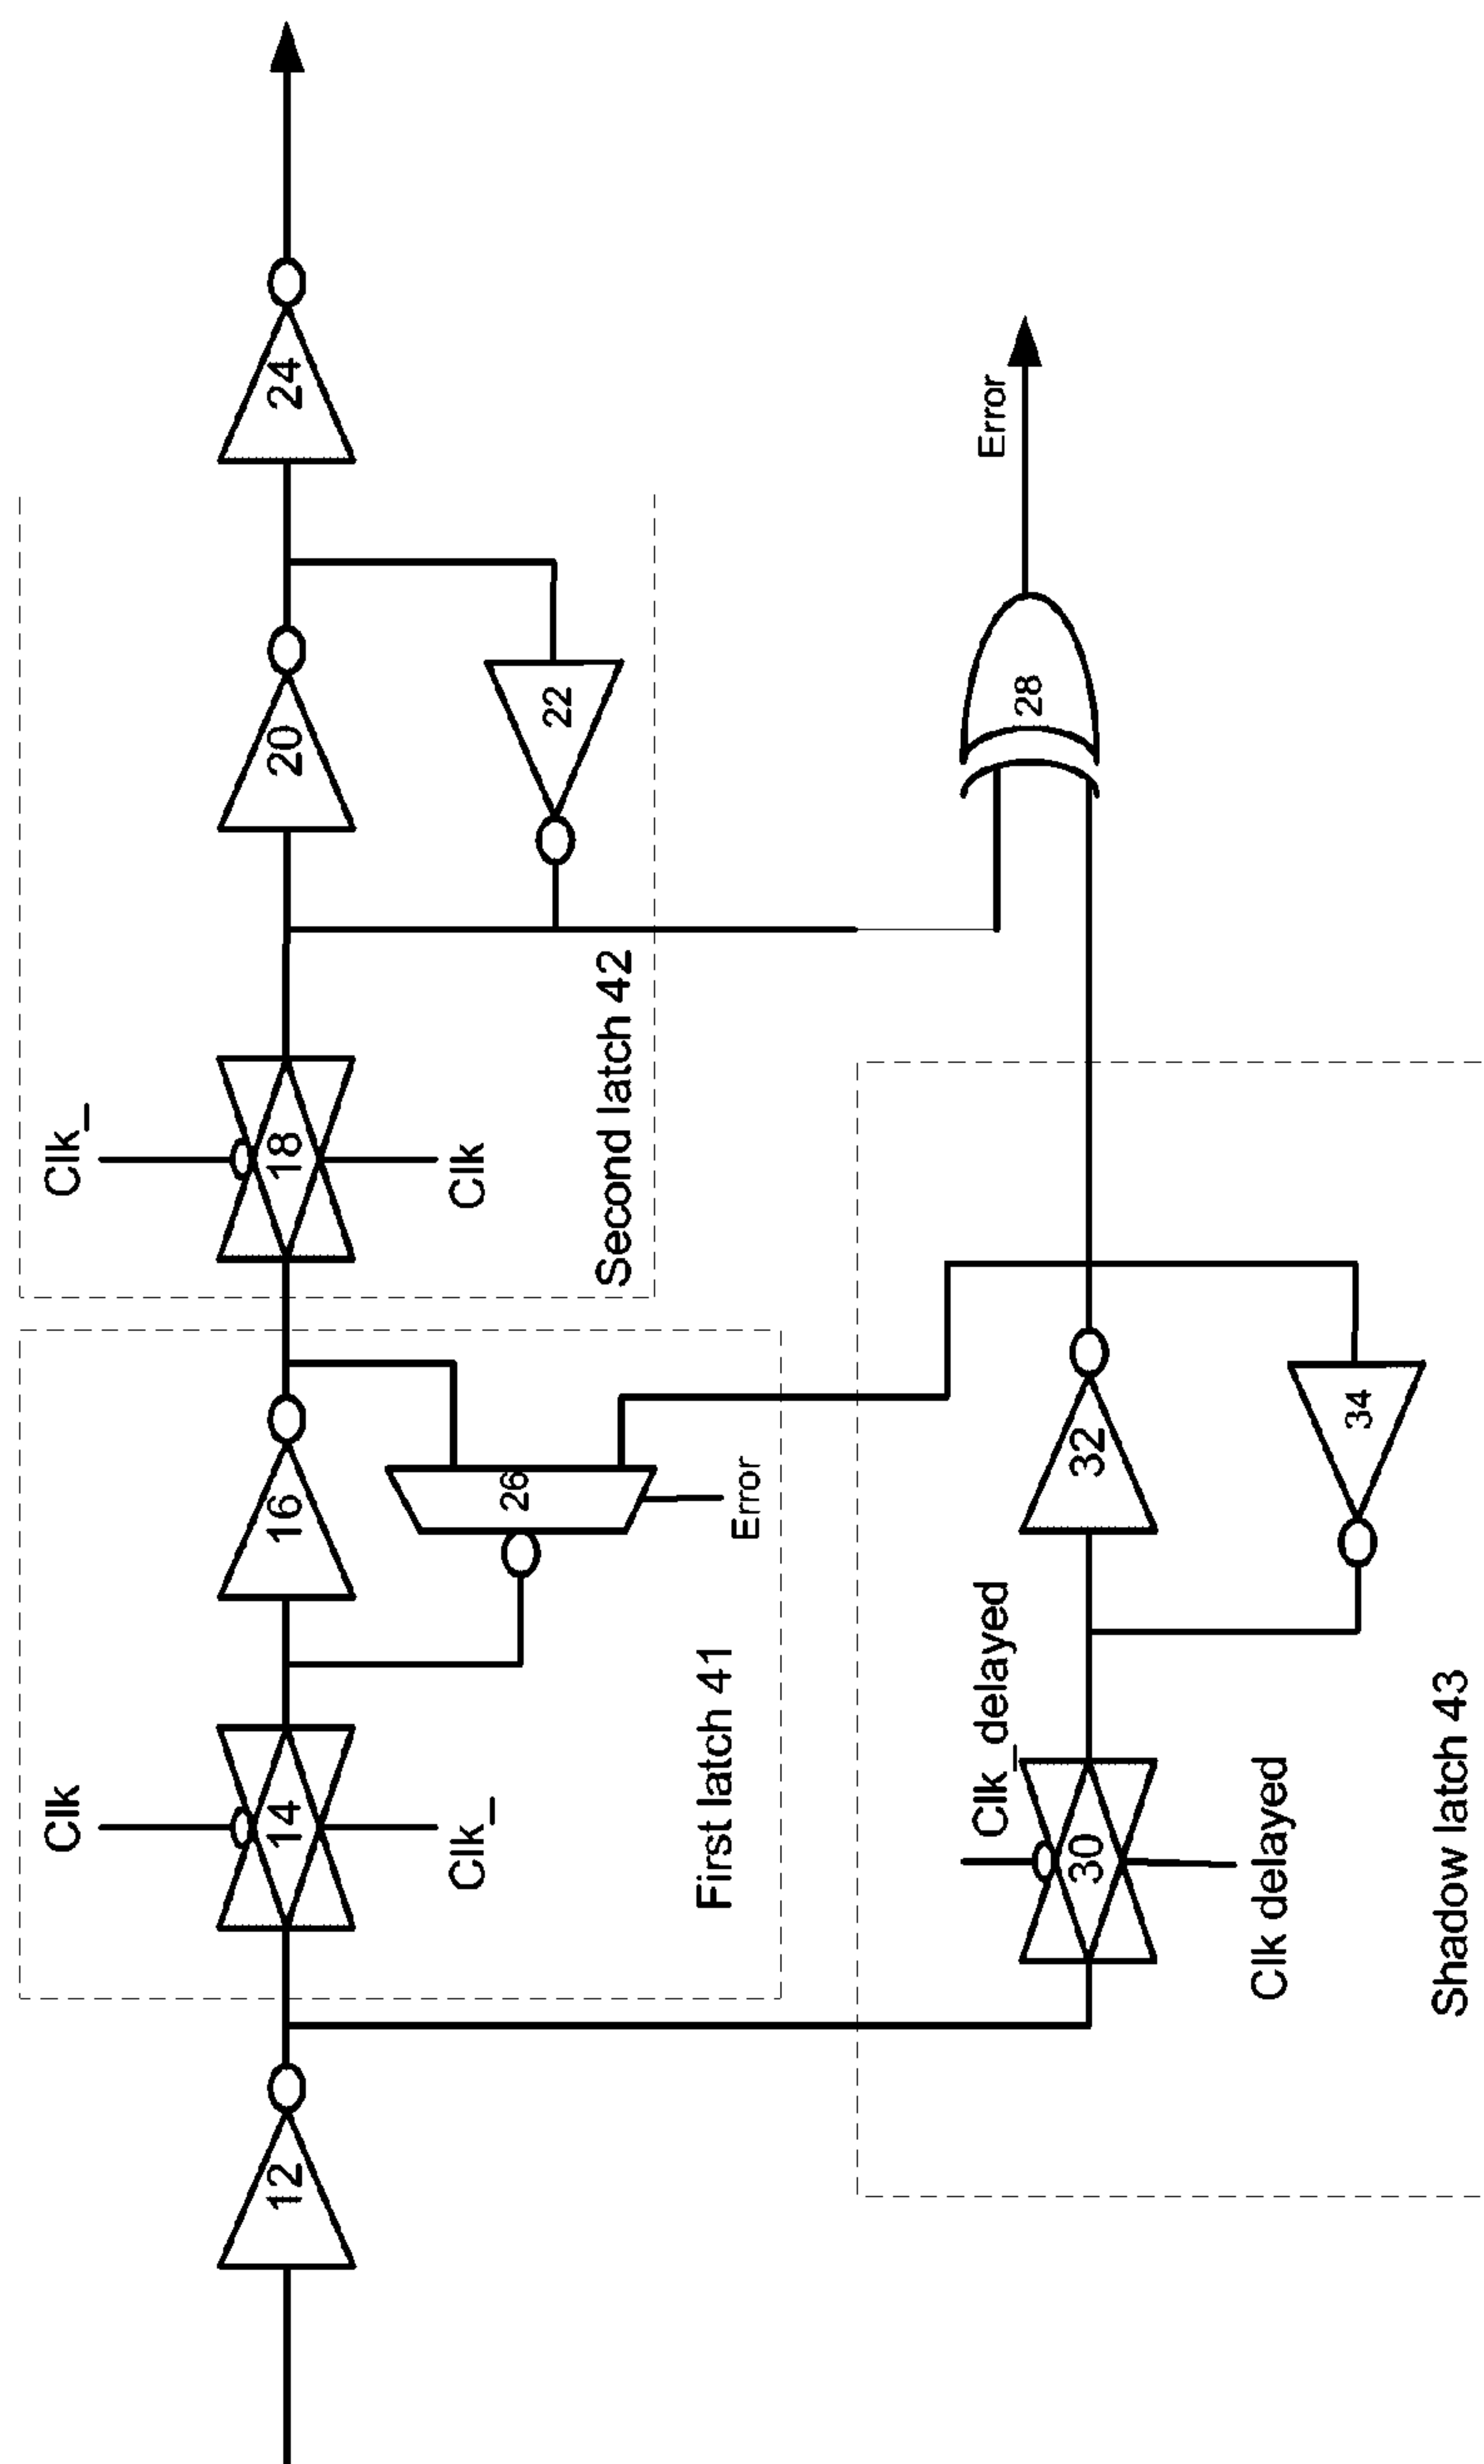 12
Clk
14
Clk_
16
26
Error
First latch 41
Clk_
18
Clk
20
22
Second latch 42
24
Clk_delayed
30
Clk delayed
32
34
Shadow latch 43
28
Error